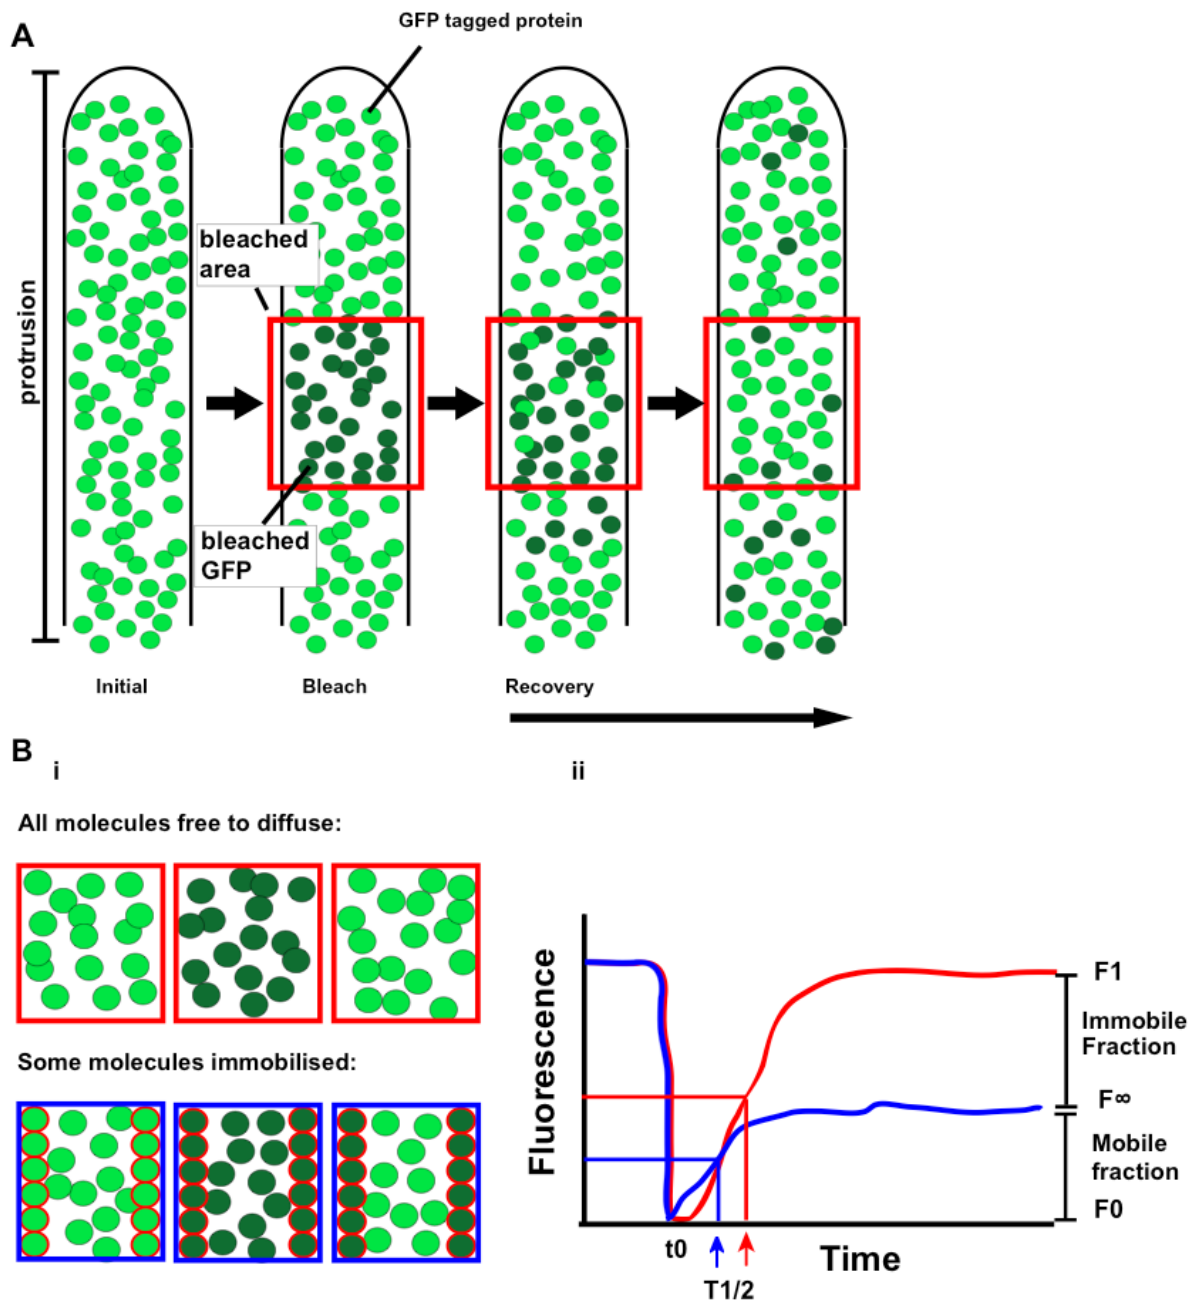 A
GFP tagged protein
protrusion
bleached
area
bleached
GFP
Initial
Bleach
Recovery
B
i
ii
All molecules free to diffuse:
Some molecules immobilised:
Fluorescence
F1
Immobile
Fraction
F∞
Mobile
fraction
F0
t0
Time
T1/2